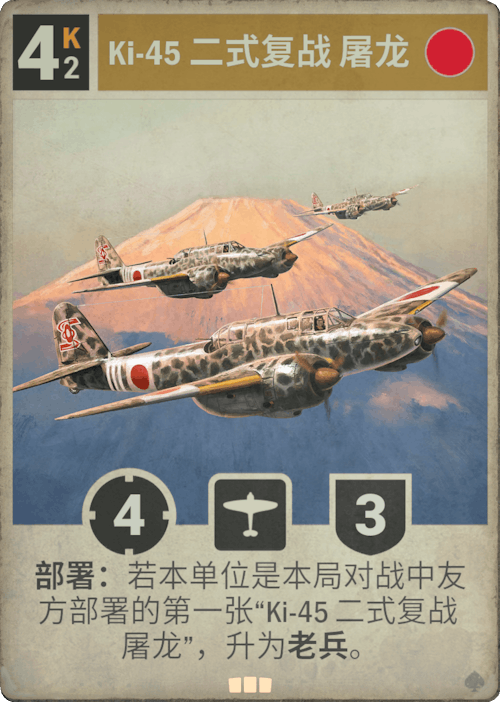 4K
2
Ki-45 二式复战 屠龙
4
3
部署：若本单位是本局对战中友
方部署的第一张“Ki-45 二式复战
屠龙”，升为老兵。